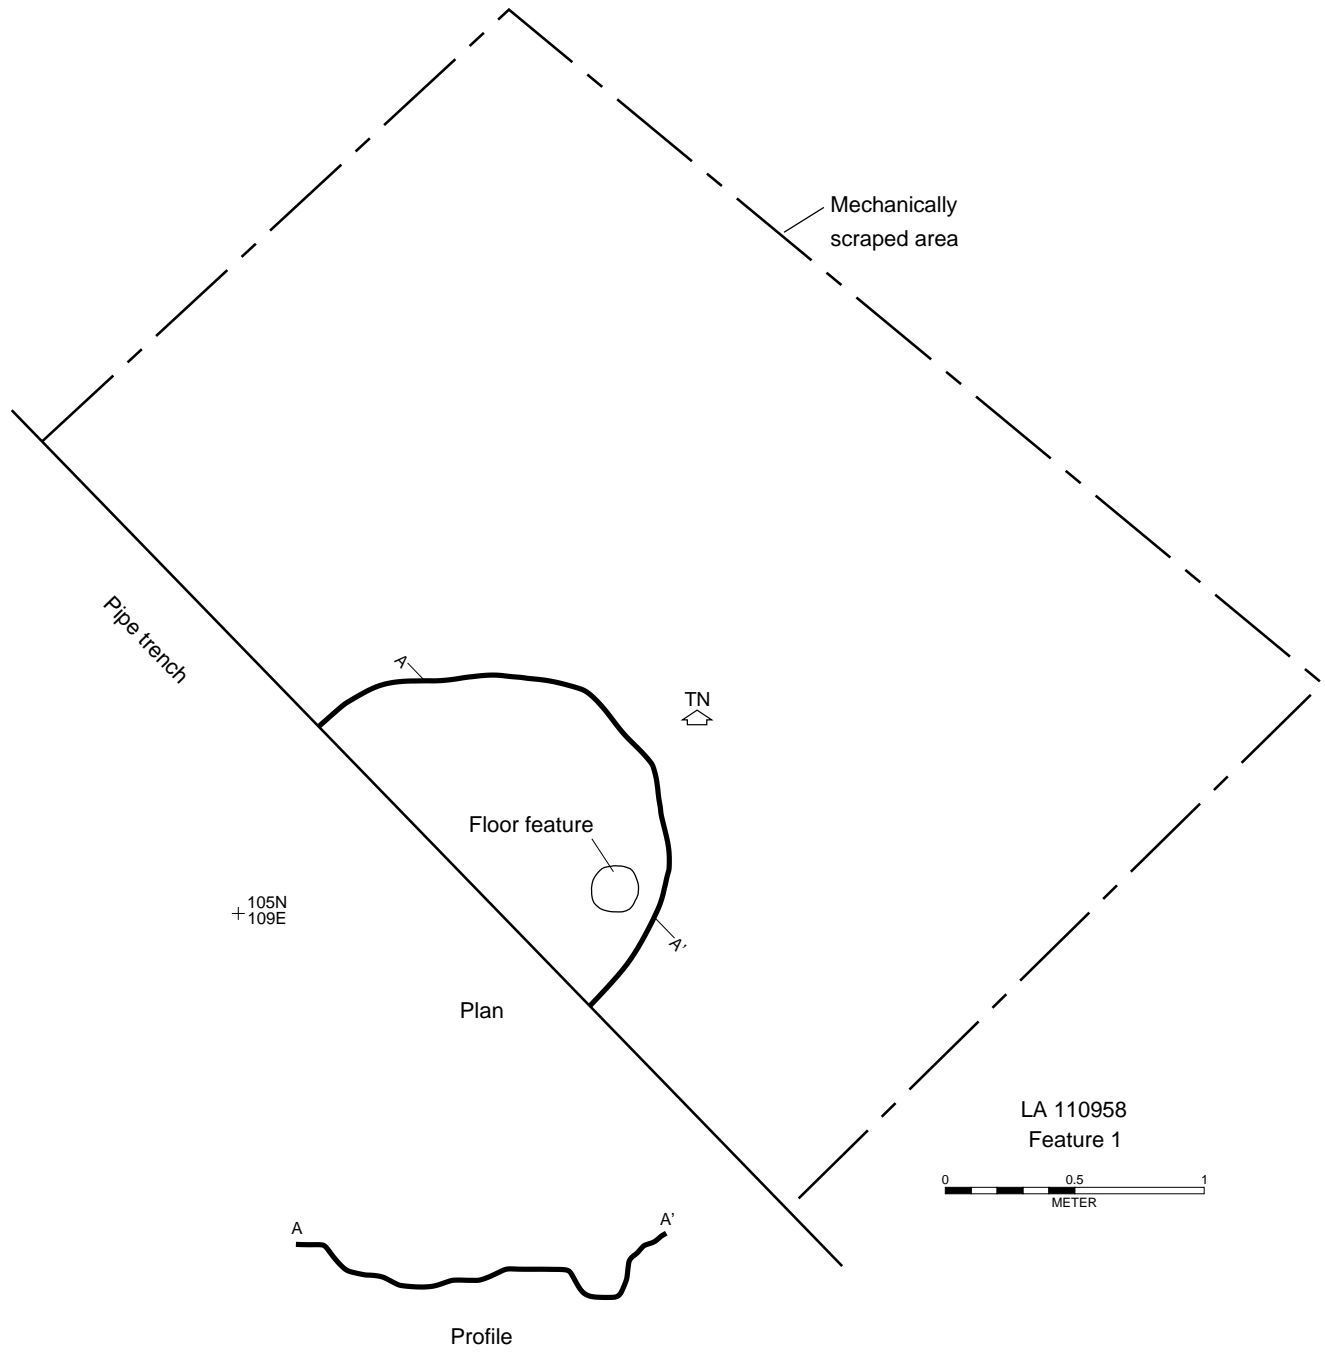 Mechanically
scraped area
Pipe trench
A
TN
Floor feature
105N
109E
A'
Plan
LA 110958
Feature 1
0 0.5 1
METER
A A'
Profile